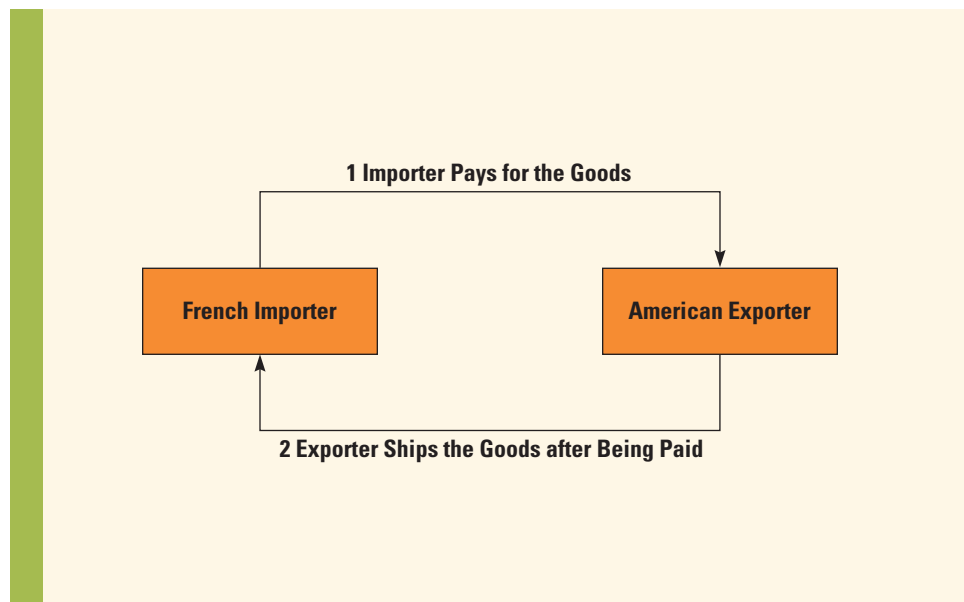 1 Importer Pays for the Goods
French Importer
American Exporter
2 Exporter Ships the Goods after Being Paid